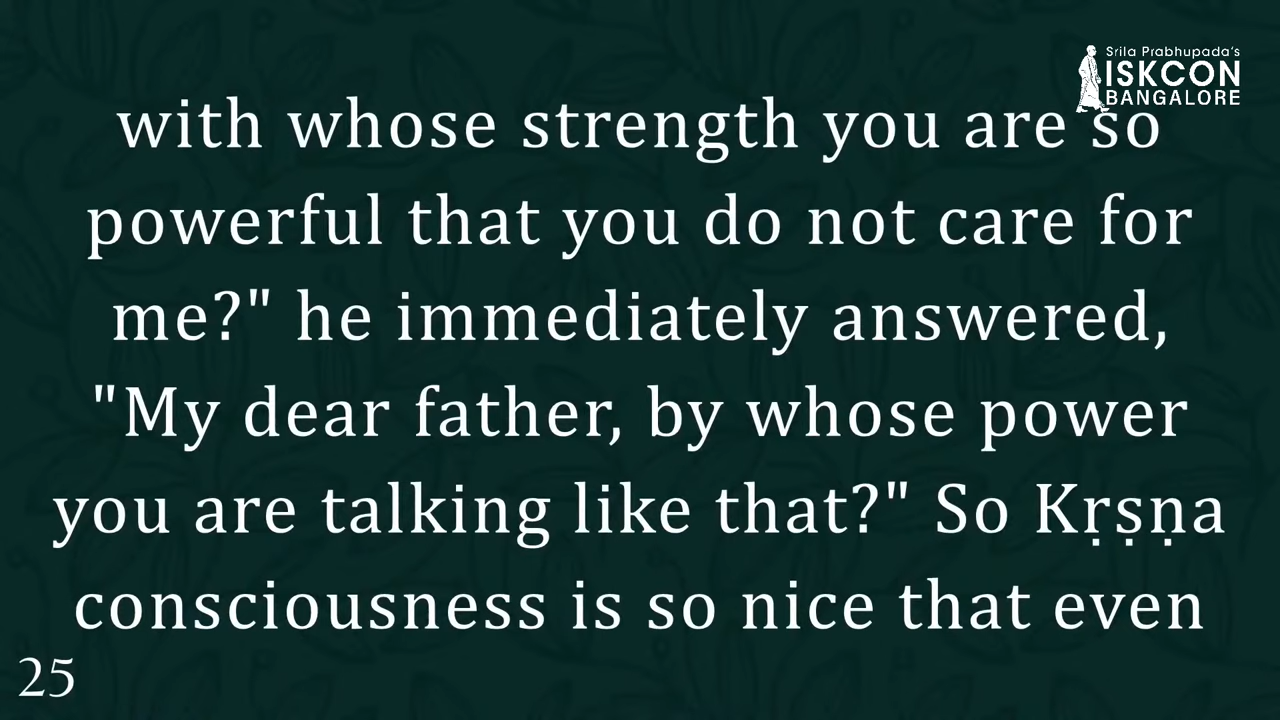 Srila Prabhupada's
ISKCON
BANGALORE
with whose strength you are so
powerful that you do not care for
me?" he immediately answered,
"My dear father, by whose power
you are talking like that?" So Kṛṣṇa
consciousness is so nice that even
25